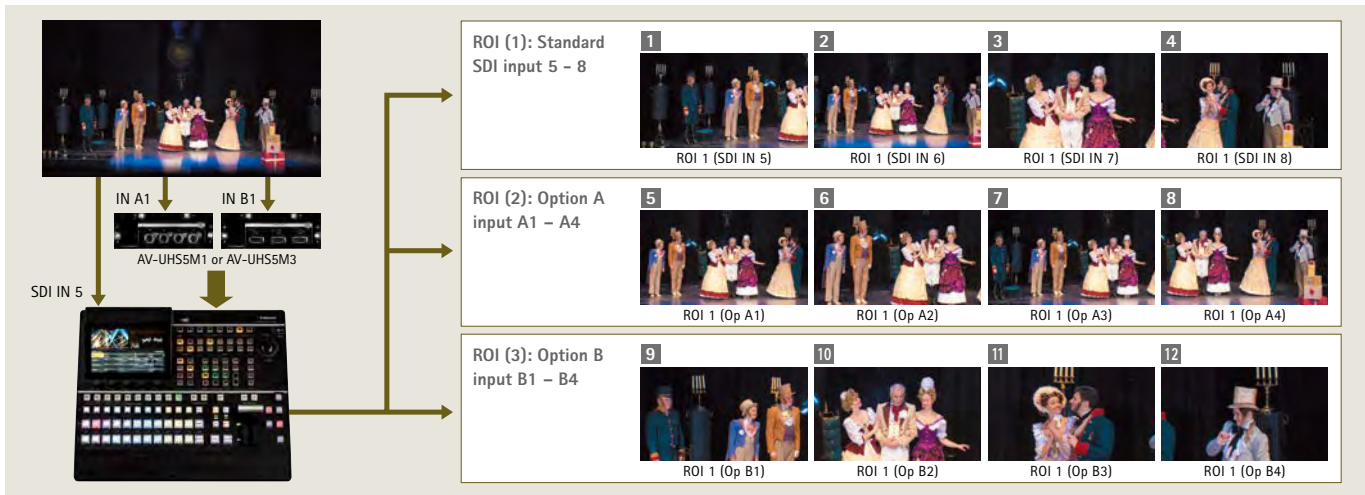 IN A1
IN B1
AV-UHS5M1 or AV-UHS5M3
SDI IN 5
ROI (1): Standard
SDI input 5 - 8
1
2
3
4
ROI 1 (SDI IN 5)
ROI 1 (SDI IN 6)
ROI 1 (SDI IN 7)
ROI 1 (SDI IN 8)
ROI (2): Option A
input A1 – A4
5
6
7
8
ROI 1 (Op A1)
ROI 1 (Op A2)
ROI 1 (Op A3)
ROI 1 (Op A4)
ROI (3): Option B
input B1 – B4
9
10
11
12
ROI 1 (Op B1)
ROI 1 (Op B2)
ROI 1 (Op B3)
ROI 1 (Op B4)